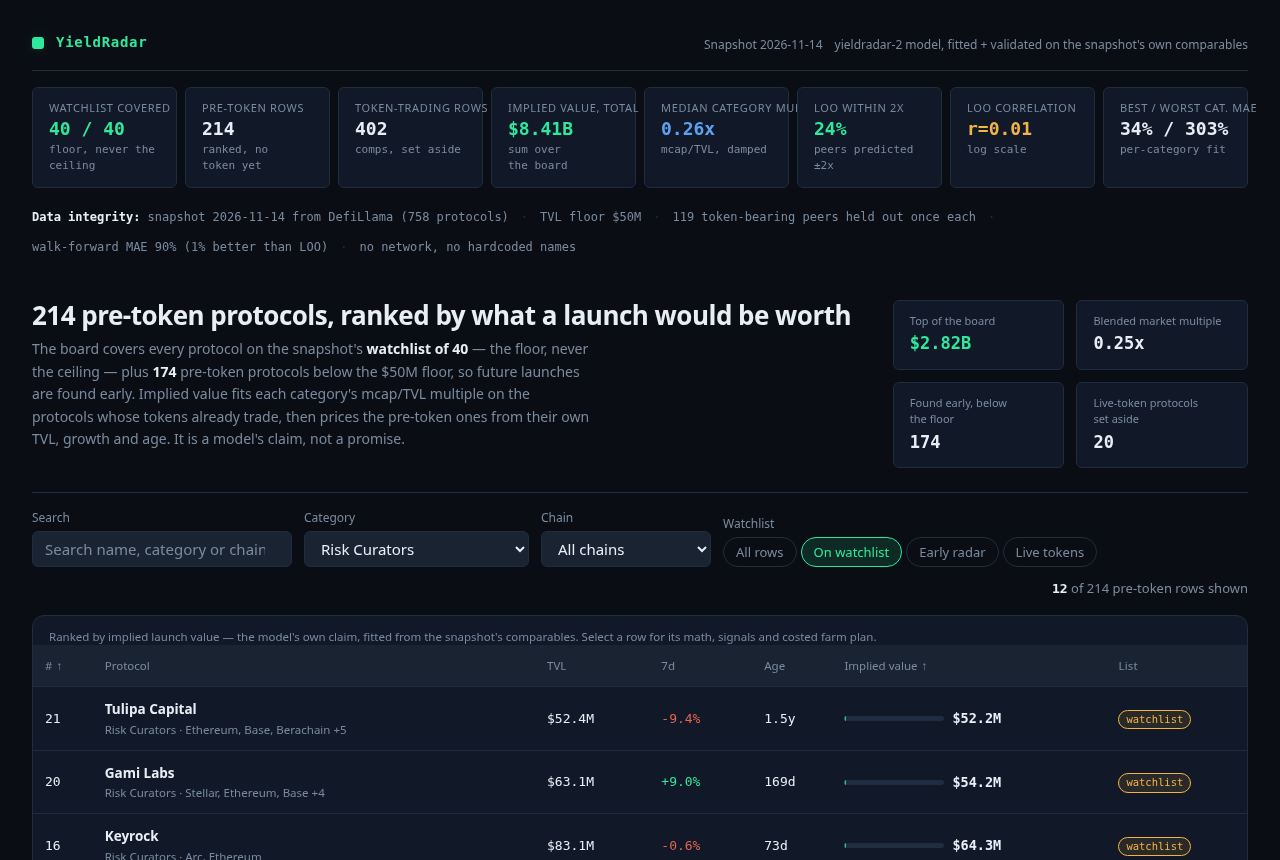 YieldRadar
Snapshot 2026-11-14 yieldradar-2 model, fitted + validated on the snapshot's own comparables
WATCHLIST COVERED
40 / 40
floor, never the
ceiling
PRE-TOKEN ROWS
214
ranked, no
token yet
TOKEN-TRADING ROWS
402
comps, set aside
IMPLIED VALUE, TOTAL
$8.41B
sum over
the board
MEDIAN CATEGORY MUL
0.26x
mcap/TVL, damped
LOO WITHIN 2X
24%
peers predicted
±2x
LOO CORRELATION
r=0.01
log scale
BEST / WORST CAT. MAE
34% / 303%
per-category fit
Data integrity: snapshot 2026-11-14 from DefiLlama (758 protocols) · TVL floor $50M · 119 token-bearing peers held out once each ·
walk-forward MAE 90% (1% better than LOO) · no network, no hardcoded names
214 pre-token protocols, ranked by what a launch would be worth
The board covers every protocol on the snapshot's watchlist of 40 — the floor, never
the ceiling — plus 174 pre-token protocols below the $50M floor, so future launches
are found early. Implied value fits each category's mcap/TVL multiple on the
protocols whose tokens already trade, then prices the pre-token ones from their own
TVL, growth and age. It is a model's claim, not a promise.
Top of the board
$2.82B
Blended market multiple
0.25x
Found early, below
the floor
174
Live-token protocols
set aside
20
Search
Search name, category or chain
Category
Risk Curators
Chain
All chains
Watchlist
All rows
On watchlist
Early radar
Live tokens
12 of 214 pre-token rows shown
Ranked by implied launch value — the model's own claim, fitted from the snapshot's comparables. Select a row for its math, signals and costed farm plan.
# ↑ Protocol TVL 7d Age Implied value ↑ List
21 Tulipa Capital $52.4M -9.4% 1.5y $52.2M watchlist
Risk Curators · Ethereum, Base, Berachain +5
20 Gami Labs $63.1M +9.0% 169d $54.2M watchlist
Risk Curators · Stellar, Ethereum, Base +4
16 Keyrock $83.1M -0.6% 73d $64.3M watchlist
Risk Curators · Arc, Ethereum